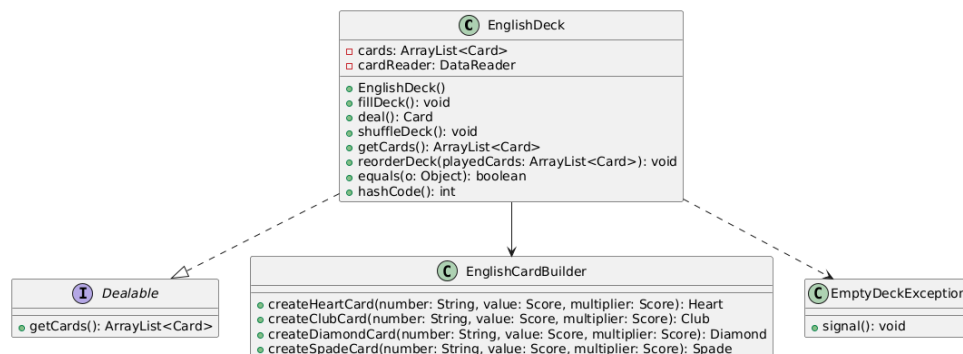 C EnglishDeck
cards: ArrayList<Card>
cardReader: DataReader
EnglishDeck()
fillDeck(): void
deal(): Card
shuffleDeck(): void
getCards(): ArrayList<Card>
reorderDeck(playedCards: ArrayList<Card>): void
equals(o: Object): boolean
hashCode(): int
I Dealable
getCards(): ArrayList<Card>
C EnglishCardBuilder
createHeartCard(number: String, value: Score, multiplier: Score): Heart
createClubCard(number: String, value: Score, multiplier: Score): Club
createDiamondCard(number: String, value: Score, multiplier: Score): Diamond
createSpadeCard(number: String, value: Score, multiplier: Score): Spade
C EmptyDeckException
signal(): void